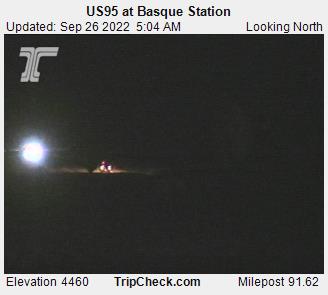 US95 at Basque Station
Updated: Sep 26 2022 5:04 AM Looking North
Elevation 4460 TripCheck.com Milepost 91.62